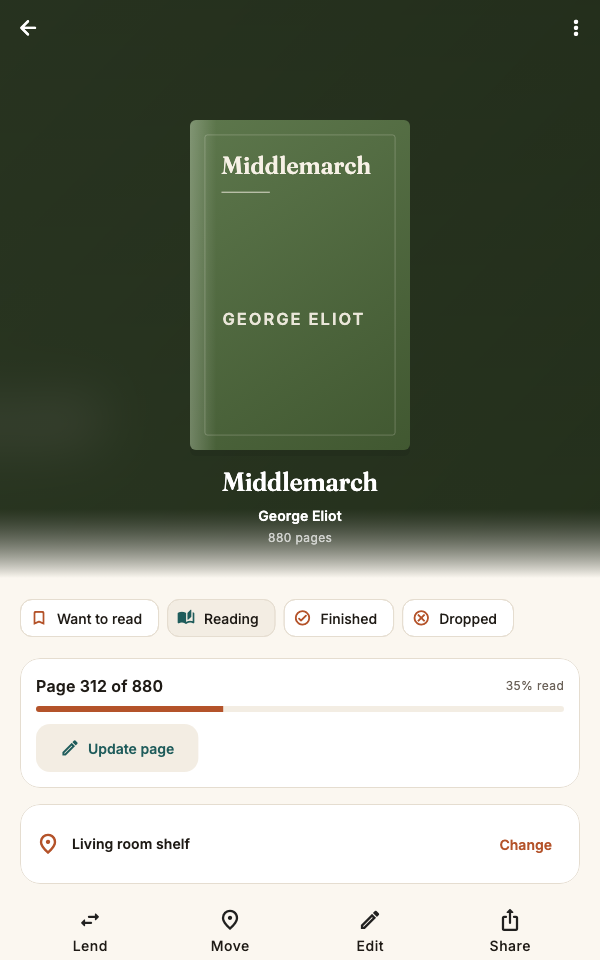 Middlemarch
GEORGE ELIOT
Middlemarch
George Eliot
880 pages
Want to read
Reading
Finished
Dropped
Page 312 of 880
35% read
Update page
Living room shelf
Change
Lend
Move
Edit
Share